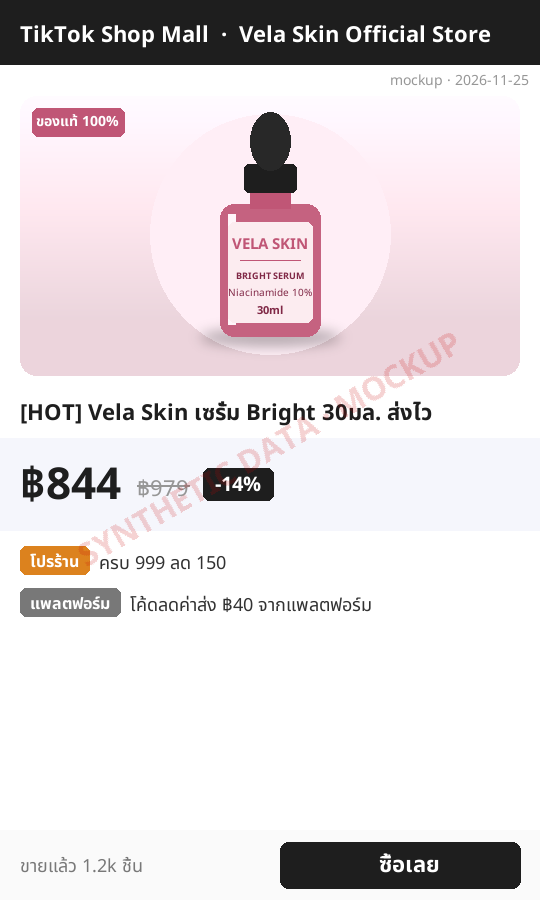 TikTok Shop Mall · Vela Skin Official Store
mockup · 2026-11-25
ของแท้ 100%
VELA SKIN
BRIGHT SERUM
Niacinamide 10%
30ml
[HOT] Vela Skin เซรั่ม Bright 30มล. ส่งไว
฿844 ฿979 -14%
SYNTHETIC DATA · MOCKUP
โปรร้าน ครบ 999 ลด 150
แพลตฟอร์ม โค้ดลดค่าส่ง ฿40 จากแพลตฟอร์ม
ขายแล้ว 1.2k ชิ้น
ซื้อเลย